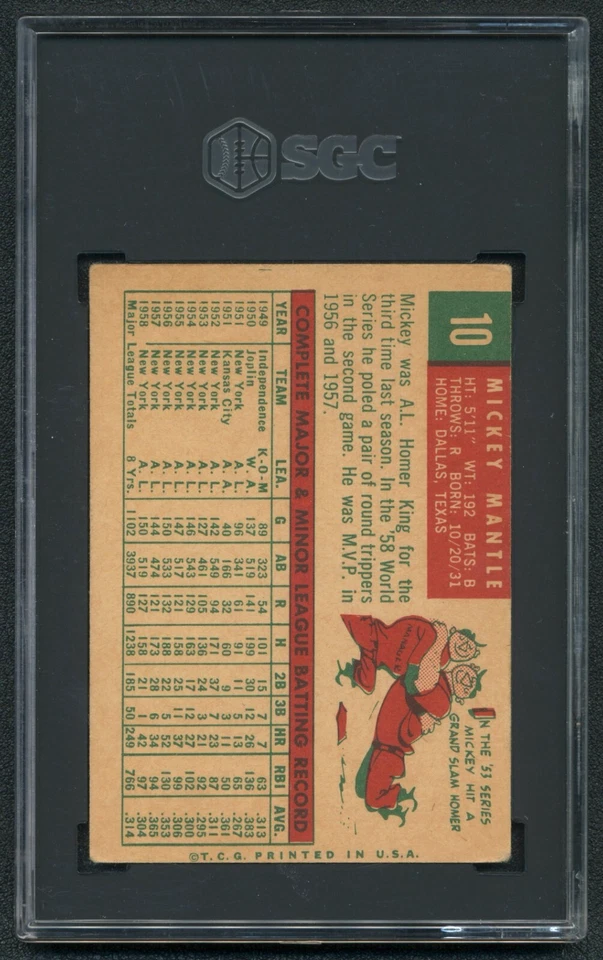 SGC
10
MICKEY MANTLE
HT: 5'11" WT: 192 BATS: B
THROWS: R BORN: 10/20/31
HOME: DALLAS, TEXAS
Mickey was A.L. Homer King for the
third time last season. In the '58 World
Series he poled a pair of round trippers
in the second game. He was M.V.P. in
1956 and 1957.
IN THE '53 SERIES
MICKEY HIT A
GRAND SLAM HOMER
COMPLETE MAJOR & MINOR LEAGUE BATTING RECORD
YEAR TEAM LEA. G AB R H 2B 3B HR RBI AVG.
1949 Independence K-O-M 89 323 54 101 15 7 7 63 .313
1950 Joplin W. A. 137 519 141 199 30 12 26 136 .383
1951 New York A. L. 96 341 61 91 11 5 13 65 .267
1951 Kansas City A. A. 40 166 32 60 9 3 11 50 .361
1952 New York A. L. 142 549 94 171 37 7 23 87 .311
1953 New York A. L. 127 461 105 136 24 3 21 92 .295
1954 New York A. L. 146 543 129 163 17 12 27 102 .300
1955 New York A. L. 147 517 121 158 25 11 37 99 .306
1956 New York A. L. 150 533 132 188 22 5 52 130 .353
1957 New York A. L. 144 474 121 173 28 6 34 94 .365
1958 New York A. L. 150 519 127 158 21 1 42 97 .304
Major League Totals 8 Yrs. 1102 3937 890 1238 185 50 249 766 .314
©T.C.G. PRINTED IN U.S.A.